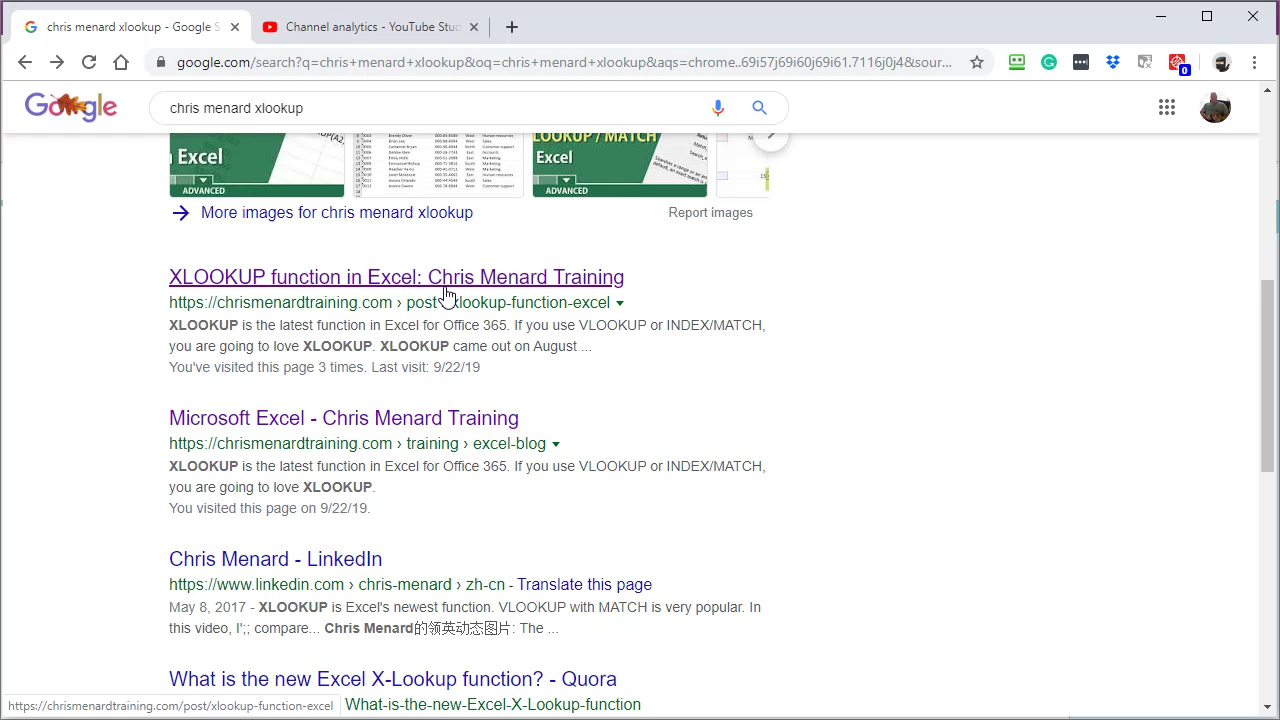 chris menard xlookup - Google S
Channel analytics - YouTube Stud
google.com/search?q=chris+menard+xlookup&oq=chris+menard+xlookup&aqs=chrome..69i57j69i60j69i61.7116j0j4&sour...
0
Google
chris menard xlookup
Excel
ADVANCED
LOOKUP / MATCH
Excel
ADVANCED
More images for chris menard xlookup
Report images
XLOOKUP function in Excel: Chris Menard Training
https://chrismenardtraining.com › post › xlookup-function-excel
XLOOKUP is the latest function in Excel for Office 365. If you use VLOOKUP or INDEX/MATCH,
you are going to love XLOOKUP. XLOOKUP came out on August ...
You've visited this page 3 times. Last visit: 9/22/19
Microsoft Excel - Chris Menard Training
https://chrismenardtraining.com › training › excel-blog
XLOOKUP is the latest function in Excel for Office 365. If you use VLOOKUP or INDEX/MATCH,
you are going to love XLOOKUP.
You visited this page on 9/22/19.
Chris Menard - LinkedIn
https://www.linkedin.com › chris-menard › zh-cn - Translate this page
May 8, 2017 - XLOOKUP is Excel's newest function. VLOOKUP with MATCH is very popular. In
this video, I';; compare... Chris Menard的领英动态图片: The ...
What is the new Excel X-Lookup function? - Quora
https://chrismenardtraining.com/post/xlookup-function-excel
What-is-the-new-Excel-X-Lookup-function